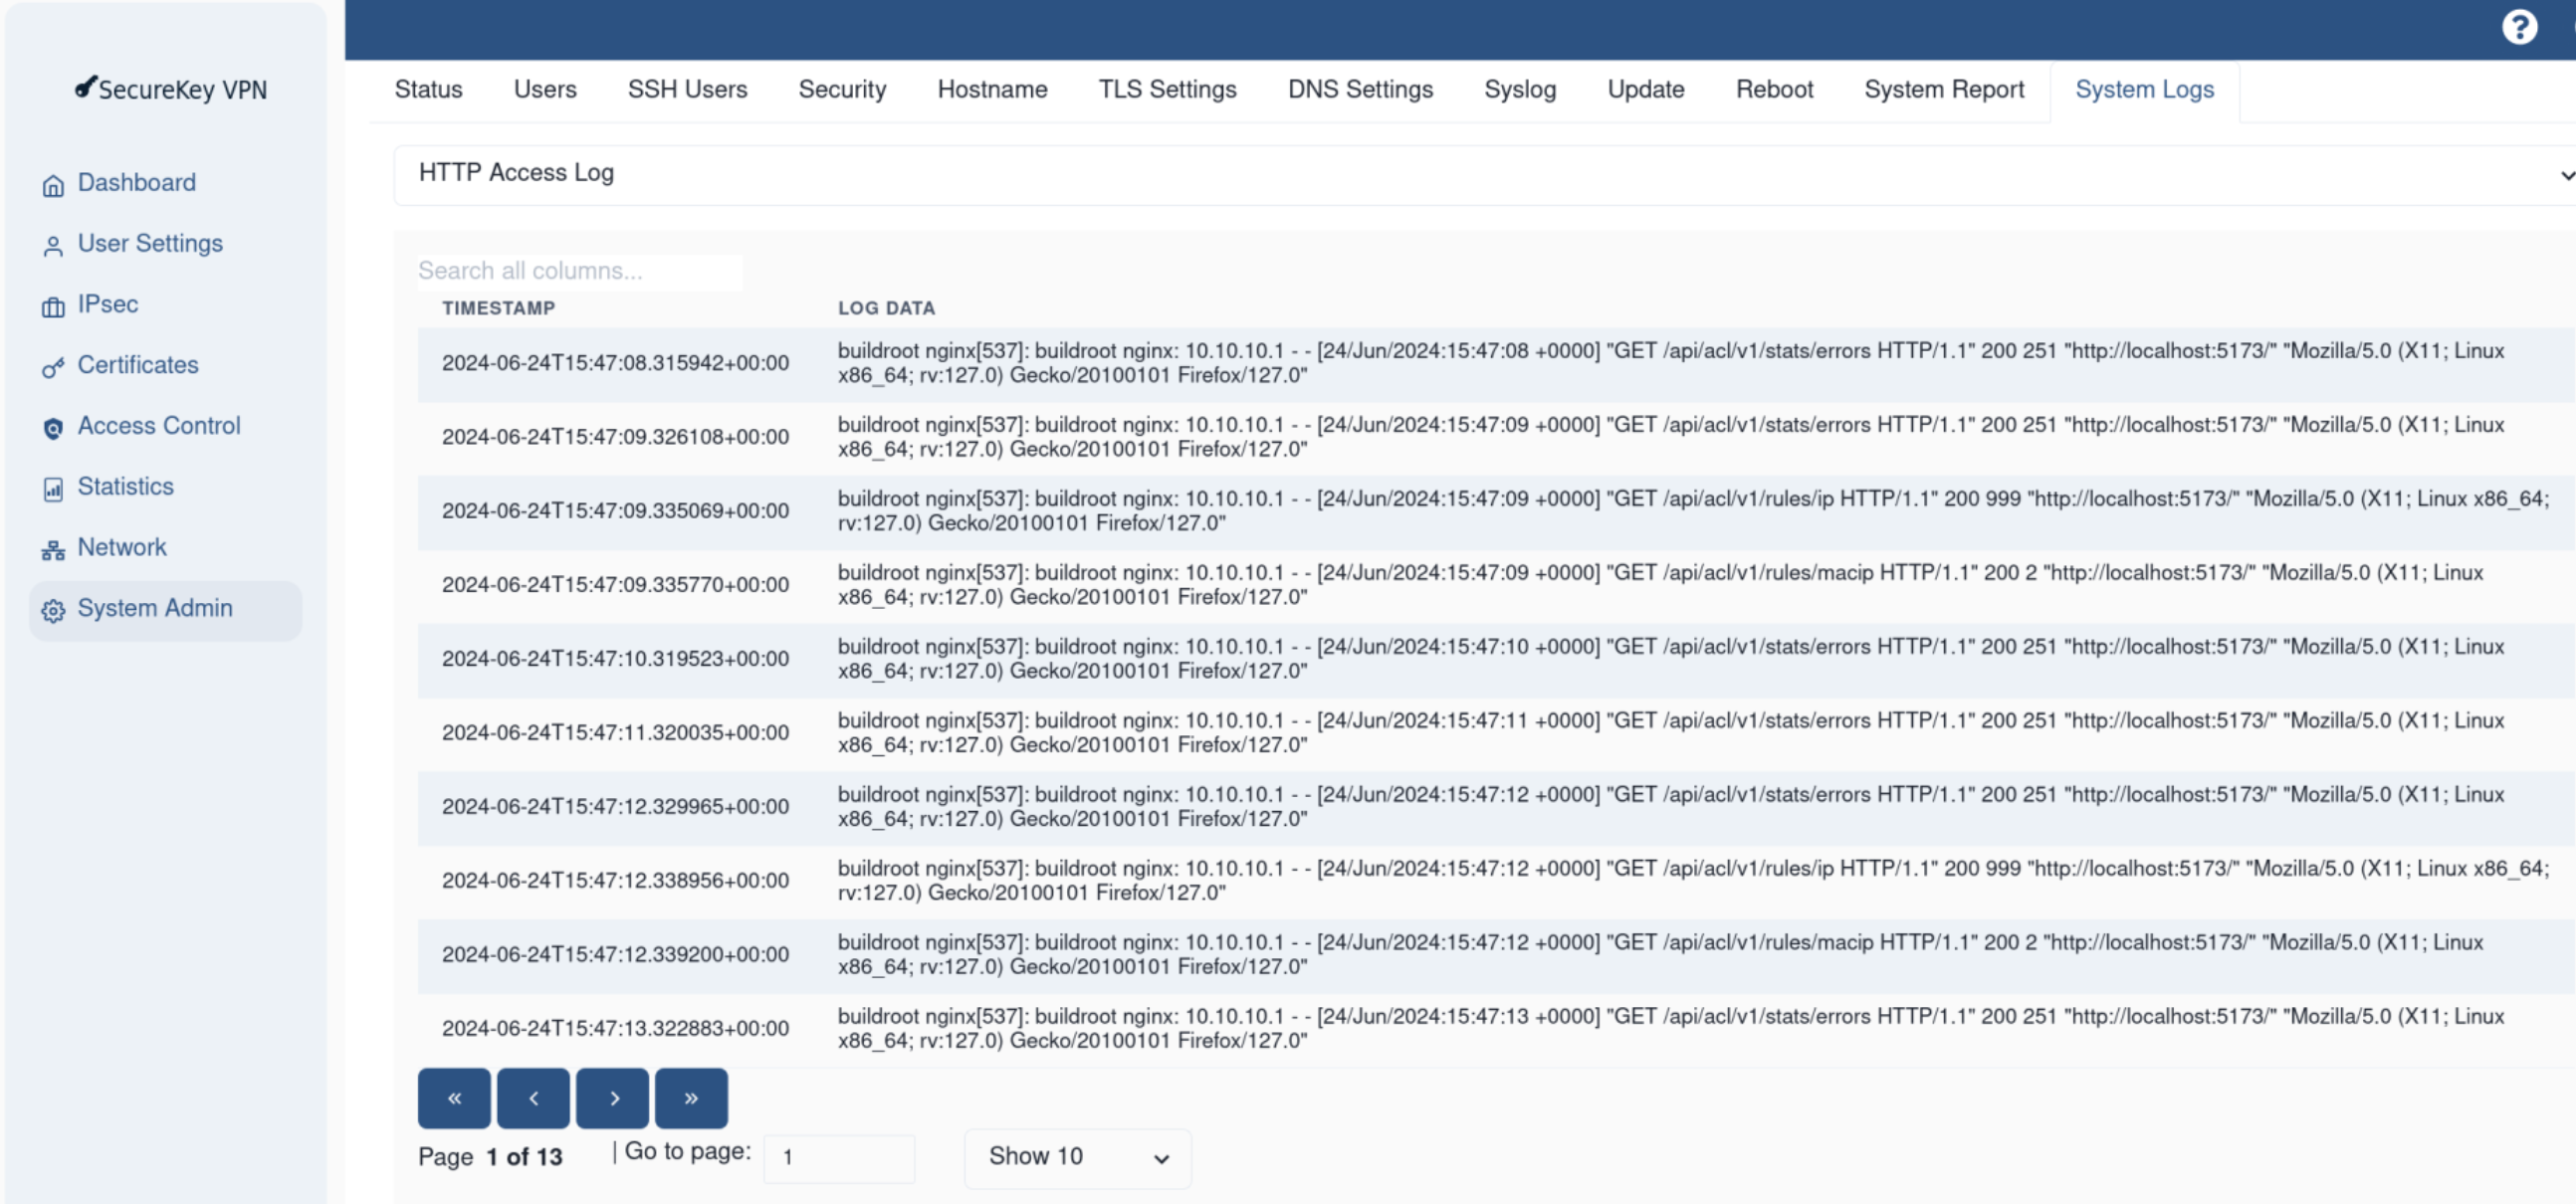 SecureKey VPN
Dashboard
User Settings
IPsec
Certificates
Access Control
Statistics
Network
System Admin
?
Status Users SSH Users Security Hostname TLS Settings DNS Settings Syslog Update Reboot System Report System Logs
HTTP Access Log
Search all columns...
TIMESTAMP LOG DATA
2024-06-24T15:47:08.315942+00:00 buildroot nginx[537]: buildroot nginx: 10.10.10.1 - - [24/Jun/2024:15:47:08 +0000] "GET /api/acl/v1/stats/errors HTTP/1.1" 200 251 "http://localhost:5173/" "Mozilla/5.0 (X11; Linux
x86_64; rv:127.0) Gecko/20100101 Firefox/127.0"
2024-06-24T15:47:09.326108+00:00 buildroot nginx[537]: buildroot nginx: 10.10.10.1 - - [24/Jun/2024:15:47:09 +0000] "GET /api/acl/v1/stats/errors HTTP/1.1" 200 251 "http://localhost:5173/" "Mozilla/5.0 (X11; Linux
x86_64; rv:127.0) Gecko/20100101 Firefox/127.0"
2024-06-24T15:47:09.335069+00:00 buildroot nginx[537]: buildroot nginx: 10.10.10.1 - - [24/Jun/2024:15:47:09 +0000] "GET /api/acl/v1/rules/ip HTTP/1.1" 200 999 "http://localhost:5173/" "Mozilla/5.0 (X11; Linux x86_64;
rv:127.0) Gecko/20100101 Firefox/127.0"
2024-06-24T15:47:09.335770+00:00 buildroot nginx[537]: buildroot nginx: 10.10.10.1 - - [24/Jun/2024:15:47:09 +0000] "GET /api/acl/v1/rules/macip HTTP/1.1" 200 2 "http://localhost:5173/" "Mozilla/5.0 (X11; Linux
x86_64; rv:127.0) Gecko/20100101 Firefox/127.0"
2024-06-24T15:47:10.319523+00:00 buildroot nginx[537]: buildroot nginx: 10.10.10.1 - - [24/Jun/2024:15:47:10 +0000] "GET /api/acl/v1/stats/errors HTTP/1.1" 200 251 "http://localhost:5173/" "Mozilla/5.0 (X11; Linux
x86_64; rv:127.0) Gecko/20100101 Firefox/127.0"
2024-06-24T15:47:11.320035+00:00 buildroot nginx[537]: buildroot nginx: 10.10.10.1 - - [24/Jun/2024:15:47:11 +0000] "GET /api/acl/v1/stats/errors HTTP/1.1" 200 251 "http://localhost:5173/" "Mozilla/5.0 (X11; Linux
x86_64; rv:127.0) Gecko/20100101 Firefox/127.0"
2024-06-24T15:47:12.329965+00:00 buildroot nginx[537]: buildroot nginx: 10.10.10.1 - - [24/Jun/2024:15:47:12 +0000] "GET /api/acl/v1/stats/errors HTTP/1.1" 200 251 "http://localhost:5173/" "Mozilla/5.0 (X11; Linux
x86_64; rv:127.0) Gecko/20100101 Firefox/127.0"
2024-06-24T15:47:12.338956+00:00 buildroot nginx[537]: buildroot nginx: 10.10.10.1 - - [24/Jun/2024:15:47:12 +0000] "GET /api/acl/v1/rules/ip HTTP/1.1" 200 999 "http://localhost:5173/" "Mozilla/5.0 (X11; Linux x86_64;
rv:127.0) Gecko/20100101 Firefox/127.0"
2024-06-24T15:47:12.339200+00:00 buildroot nginx[537]: buildroot nginx: 10.10.10.1 - - [24/Jun/2024:15:47:12 +0000] "GET /api/acl/v1/rules/macip HTTP/1.1" 200 2 "http://localhost:5173/" "Mozilla/5.0 (X11; Linux
x86_64; rv:127.0) Gecko/20100101 Firefox/127.0"
2024-06-24T15:47:13.322883+00:00 buildroot nginx[537]: buildroot nginx: 10.10.10.1 - - [24/Jun/2024:15:47:13 +0000] "GET /api/acl/v1/stats/errors HTTP/1.1" 200 251 "http://localhost:5173/" "Mozilla/5.0 (X11; Linux
x86_64; rv:127.0) Gecko/20100101 Firefox/127.0"
« ‹ › »
Page 1 of 13 | Go to page: 1 Show 10